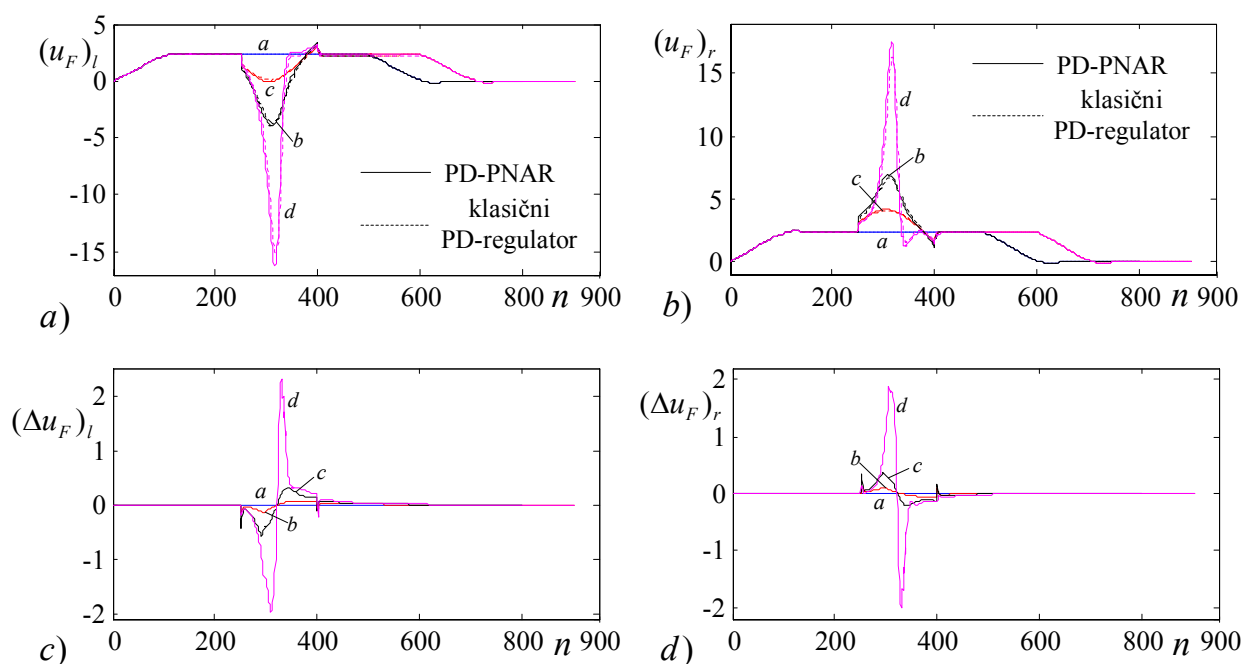 (u_F)_l
a
c
b
d
PD-PNAR
klasični
PD-regulator
5
0
-5
-10
-15
0 200 400 600 800 900
n
a)
(u_F)_r
d
b
c
a
PD-PNAR
klasični
PD-regulator
15
10
5
0
0 200 400 600 800 900
n
b)
(Δu_F)_l
d
c
a
b
2
1
0
-1
-2
0 200 400 600 800 900
n
c)
(Δu_F)_r
d
b
c
a
2
1
0
-1
-2
0 200 400 600 800 900
n
d)